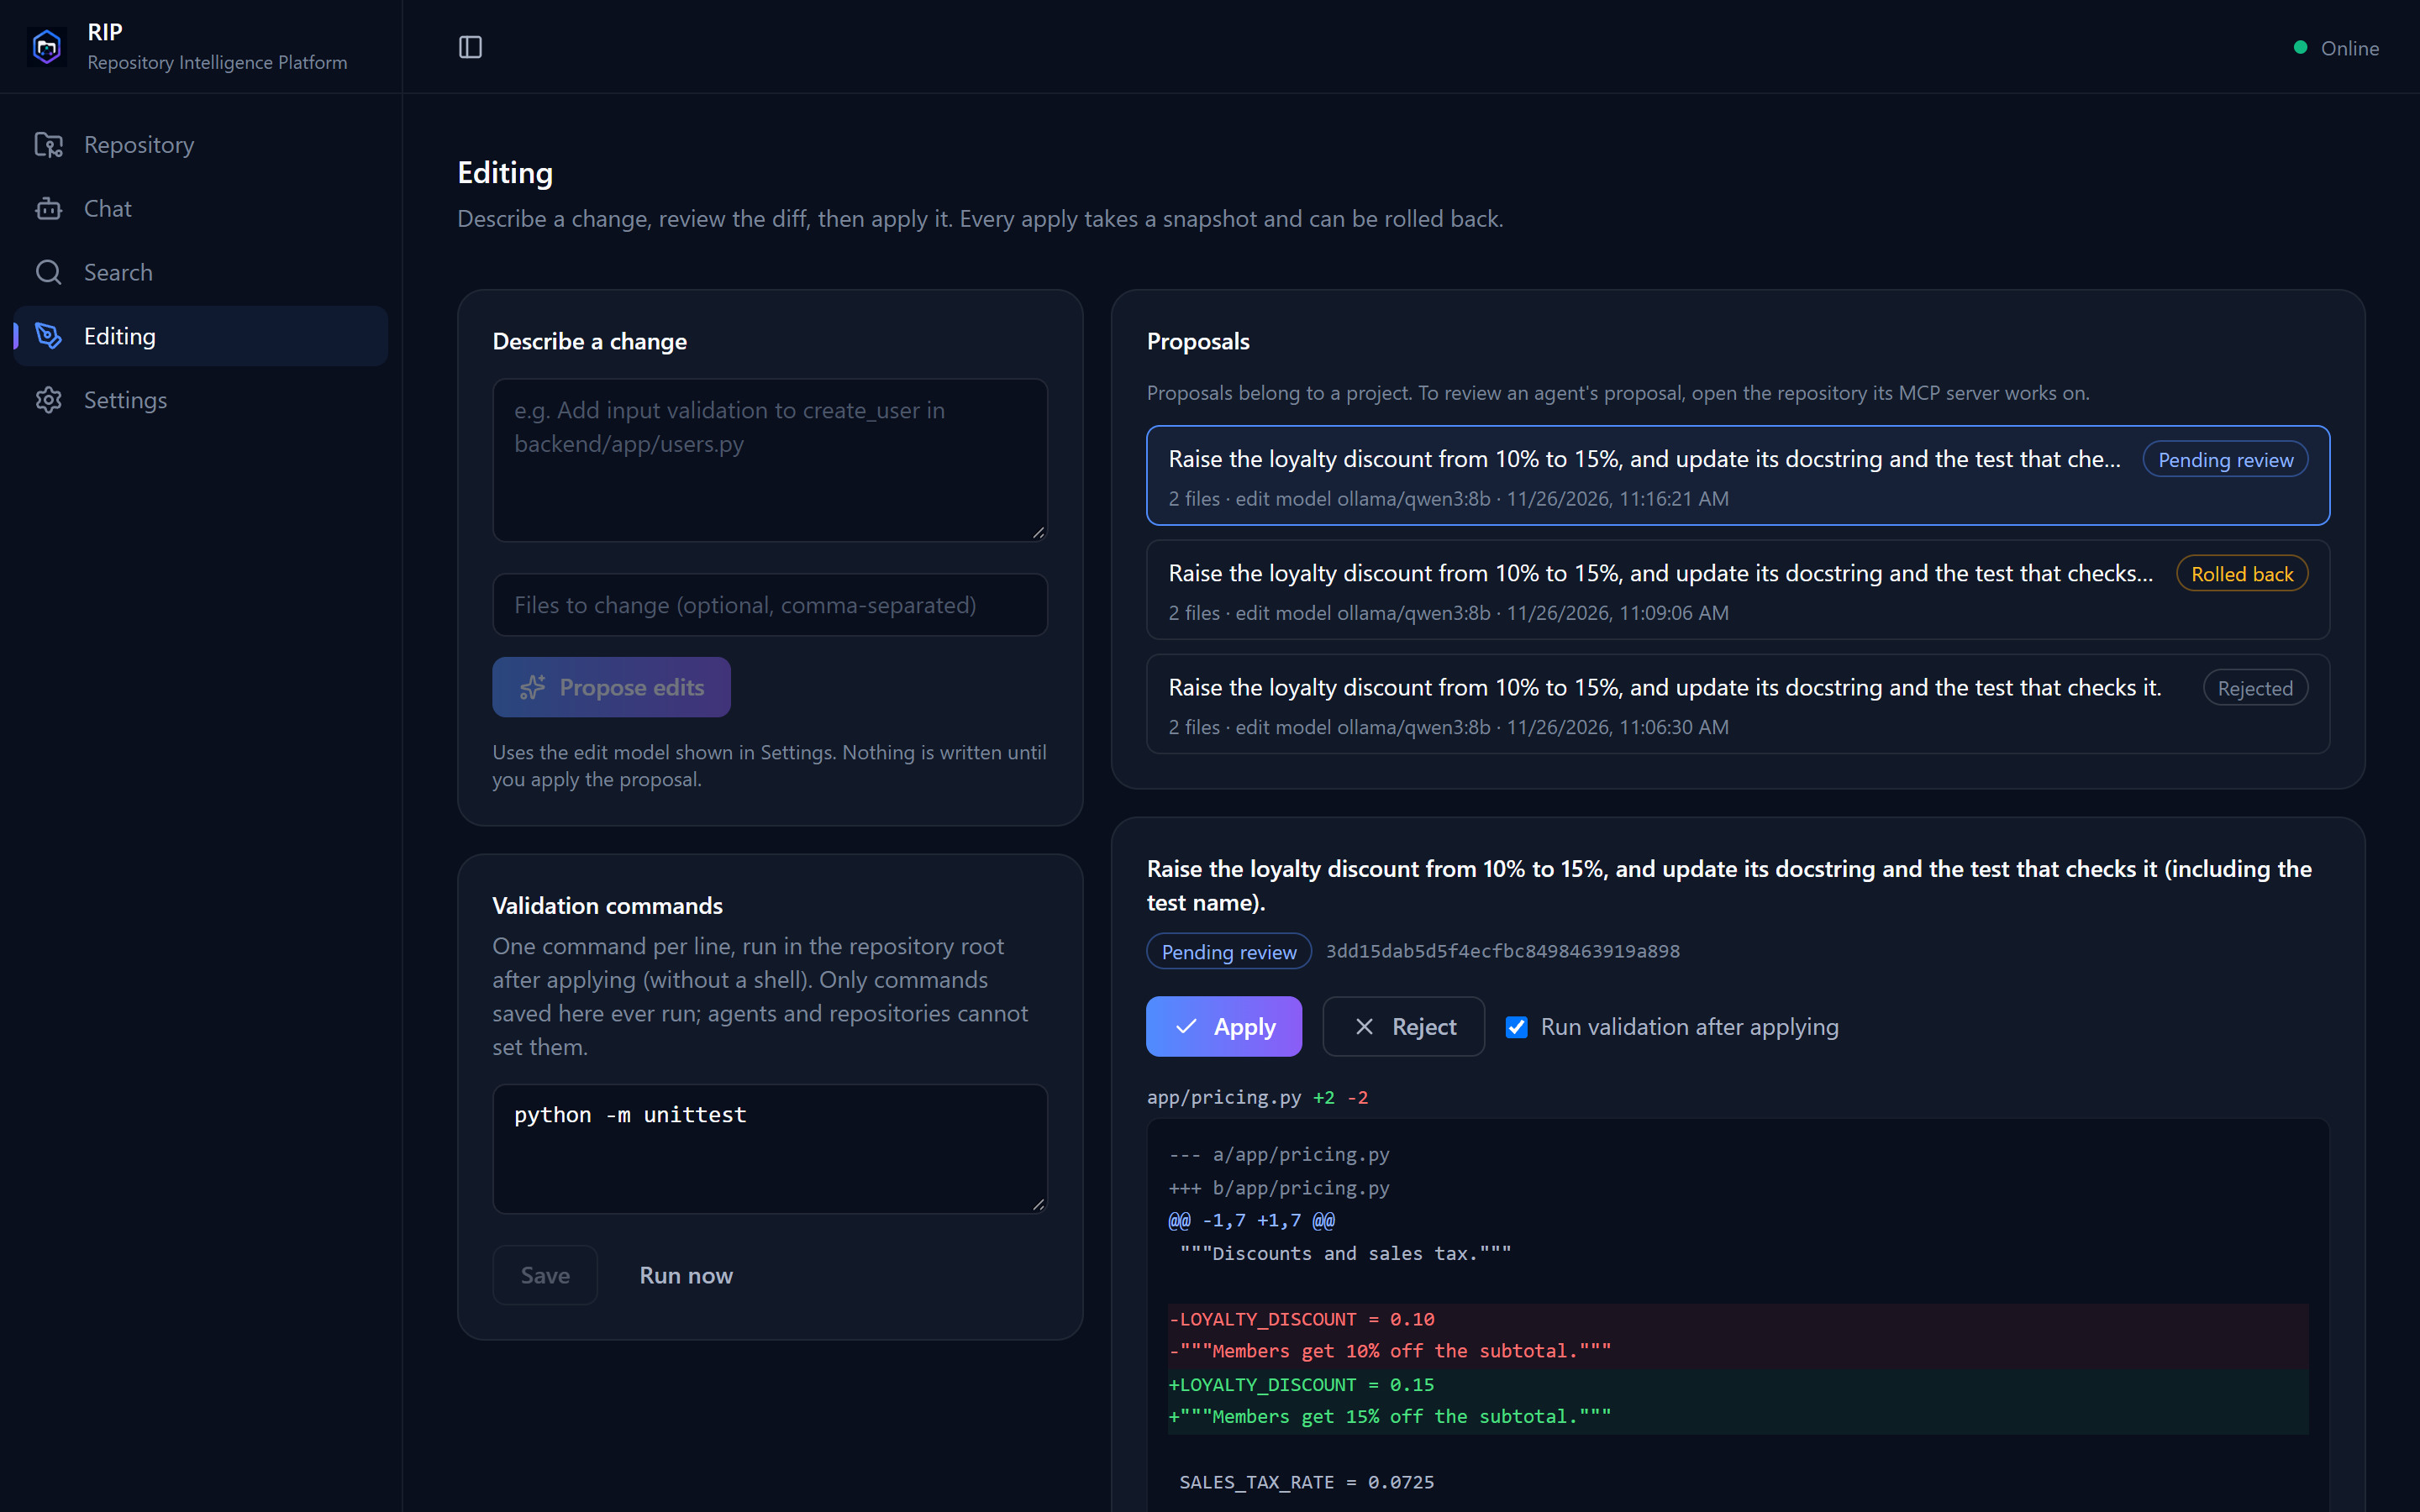 RIP
Repository Intelligence Platform
Online
Repository
Chat
Search
Editing
Settings
Editing
Describe a change, review the diff, then apply it. Every apply takes a snapshot and can be rolled back.
Describe a change
e.g. Add input validation to create_user in
backend/app/users.py
Files to change (optional, comma-separated)
Propose edits
Uses the edit model shown in Settings. Nothing is written until
you apply the proposal.
Validation commands
One command per line, run in the repository root
after applying (without a shell). Only commands
saved here ever run; agents and repositories cannot
set them.
python -m unittest
Save
Run now
Proposals
Proposals belong to a project. To review an agent's proposal, open the repository its MCP server works on.
Raise the loyalty discount from 10% to 15%, and update its docstring and the test that che...
Pending review
2 files · edit model ollama/qwen3:8b · 11/26/2026, 11:16:21 AM
Raise the loyalty discount from 10% to 15%, and update its docstring and the test that checks...
Rolled back
2 files · edit model ollama/qwen3:8b · 11/26/2026, 11:09:06 AM
Raise the loyalty discount from 10% to 15%, and update its docstring and the test that checks it.
Rejected
2 files · edit model ollama/qwen3:8b · 11/26/2026, 11:06:30 AM
Raise the loyalty discount from 10% to 15%, and update its docstring and the test that checks it (including the
test name).
Pending review
3dd15dab5d5f4ecfbc8498463919a898
Apply
Reject
Run validation after applying
app/pricing.py +2 -2
--- a/app/pricing.py
+++ b/app/pricing.py
@@ -1,7 +1,7 @@
"""Discounts and sales tax."""
-LOYALTY_DISCOUNT = 0.10
-"""Members get 10% off the subtotal."""
+LOYALTY_DISCOUNT = 0.15
+"""Members get 15% off the subtotal."""
SALES_TAX_RATE = 0.0725